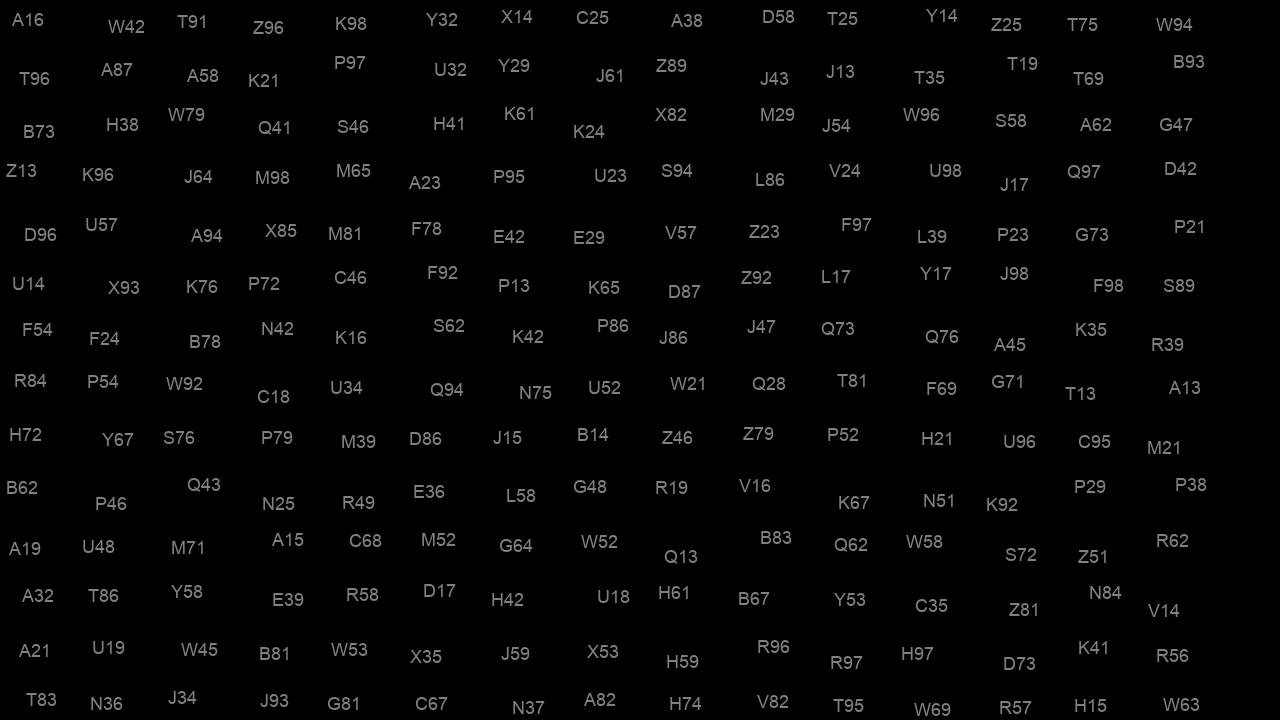 A16 W42 T91 Z96 K98 Y32 X14 C25 A38 D58 T25 Y14 Z25 T75 W94
T96 A87 A58 K21 P97 U32 Y29 J61 Z89 J43 J13 T35 T19 T69 B93
B73 H38 W79 Q41 S46 H41 K61 K24 X82 M29 J54 W96 S58 A62 G47
Z13 K96 J64 M98 M65 A23 P95 U23 S94 L86 V24 U98 J17 Q97 D42
D96 U57 A94 X85 M81 F78 E42 E29 V57 Z23 F97 L39 P23 G73 P21
U14 X93 K76 P72 C46 F92 P13 K65 D87 Z92 L17 Y17 J98 F98 S89
F54 F24 B78 N42 K16 S62 K42 P86 J86 J47 Q73 Q76 A45 K35 R39
R84 P54 W92 C18 U34 Q94 N75 U52 W21 Q28 T81 F69 G71 T13 A13
H72 Y67 S76 P79 M39 D86 J15 B14 Z46 Z79 P52 H21 U96 C95 M21
B62 P46 Q43 N25 R49 E36 L58 G48 R19 V16 K67 N51 K92 P29 P38
A19 U48 M71 A15 C68 M52 G64 W52 Q13 B83 Q62 W58 S72 Z51 R62
A32 T86 Y58 E39 R58 D17 H42 U18 H61 B67 Y53 C35 Z81 N84 V14
A21 U19 W45 B81 W53 X35 J59 X53 H59 R96 R97 H97 D73 K41 R56
T83 N36 J34 J93 G81 C67 N37 A82 H74 V82 T95 W69 R57 H15 W63